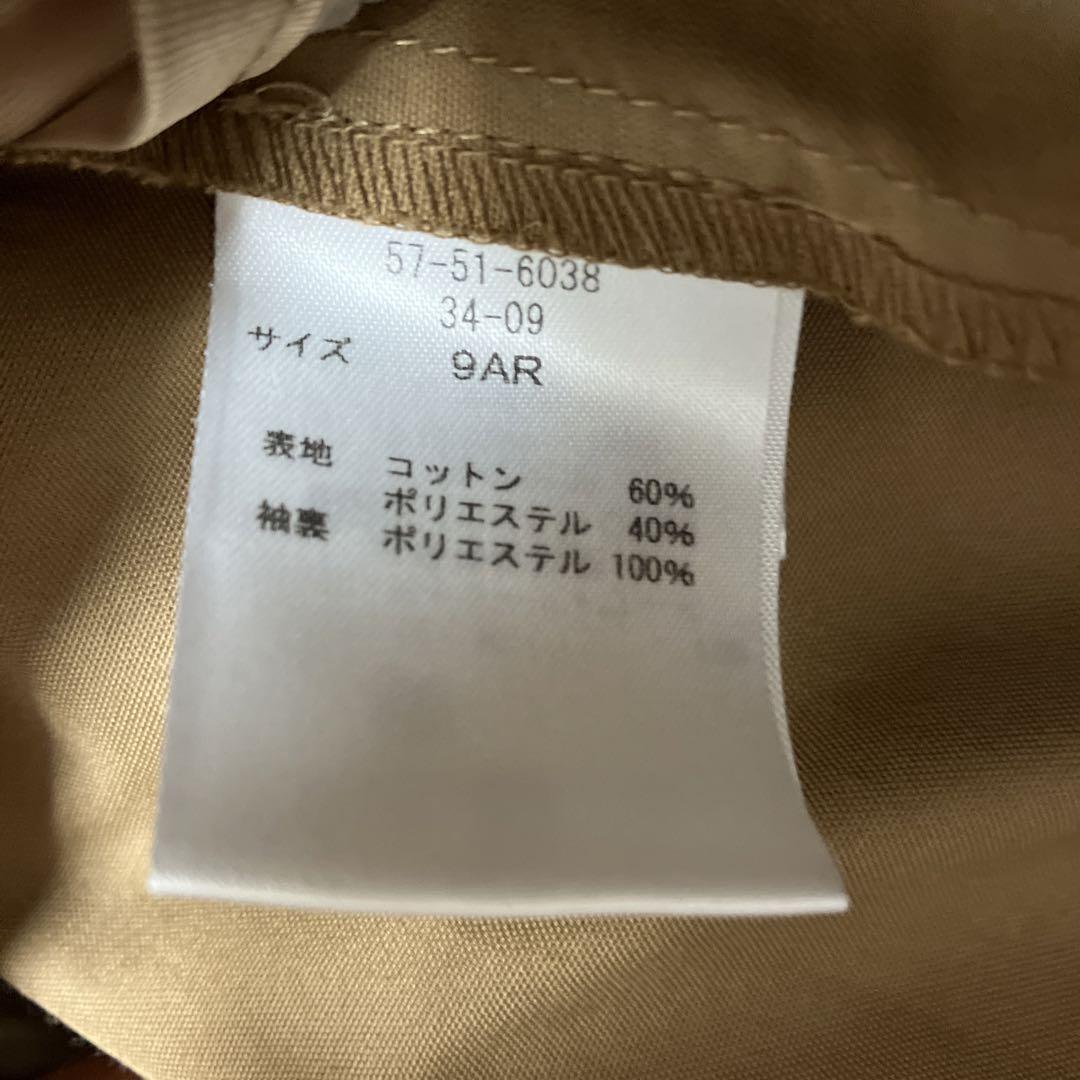 57-51-6038
34-09
サイズ 9AR
表地 コットン 60%
ポリエステル 40%
袖裏 ポリエステル 100%